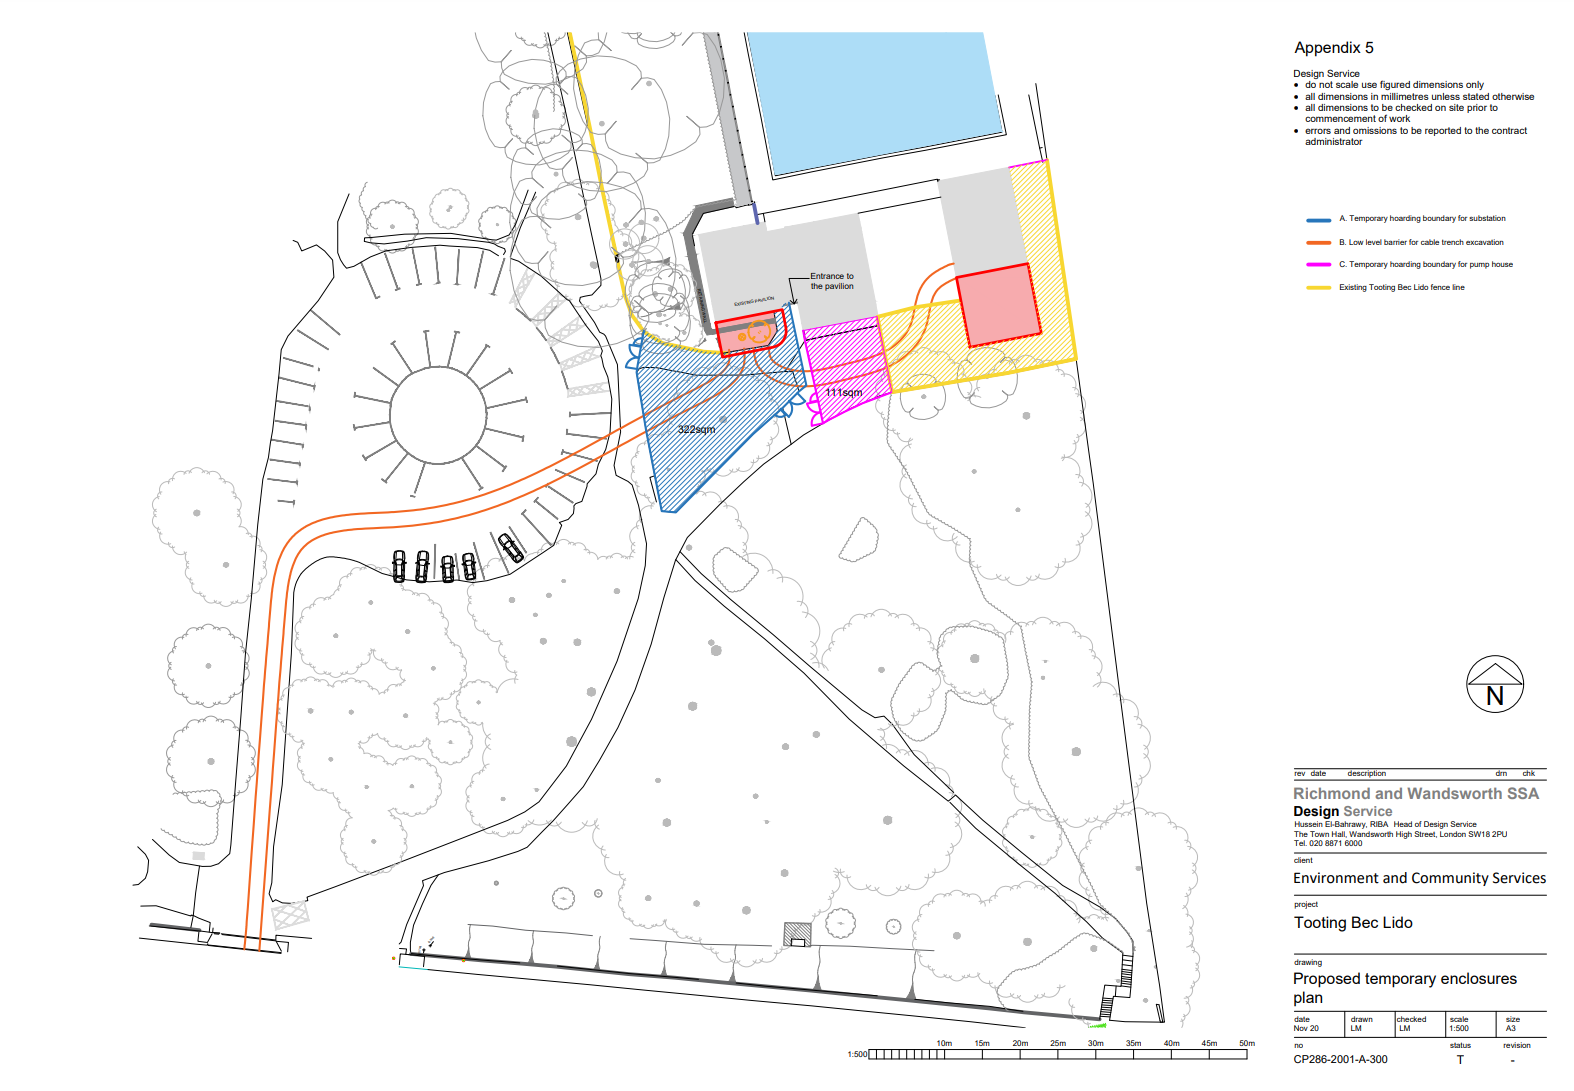 Appendix 5
Design Service
• do not scale use figured dimensions only
• all dimensions in millimetres unless stated otherwise
• all dimensions to be checked on site prior to
commencement of work
• errors and omissions to be reported to the contract
administrator
A. Temporary hoarding boundary for substation
B. Low level barrier for cable trench excavation
C. Temporary hoarding boundary for pump house
Existing Tooting Bec Lido fence line
Entrance to
the pavilion
EXISTING PAVILION
322sqm
111sqm
N
rev date description drn chk
Richmond and Wandsworth SSA
Design Service
Hussein El-Bahrawy, RIBA Head of Design Service
The Town Hall, Wandsworth High Street, London SW18 2PU
Tel. 020 8871 6000
client
Environment and Community Services
project
Tooting Bec Lido
drawing
Proposed temporary enclosures
plan
date drawn checked scale size
Nov 20 LM LM 1:500 A3
no status revision
CP286-2001-A-300 T -
1:500 10m 15m 20m 25m 30m 35m 40m 45m 50m